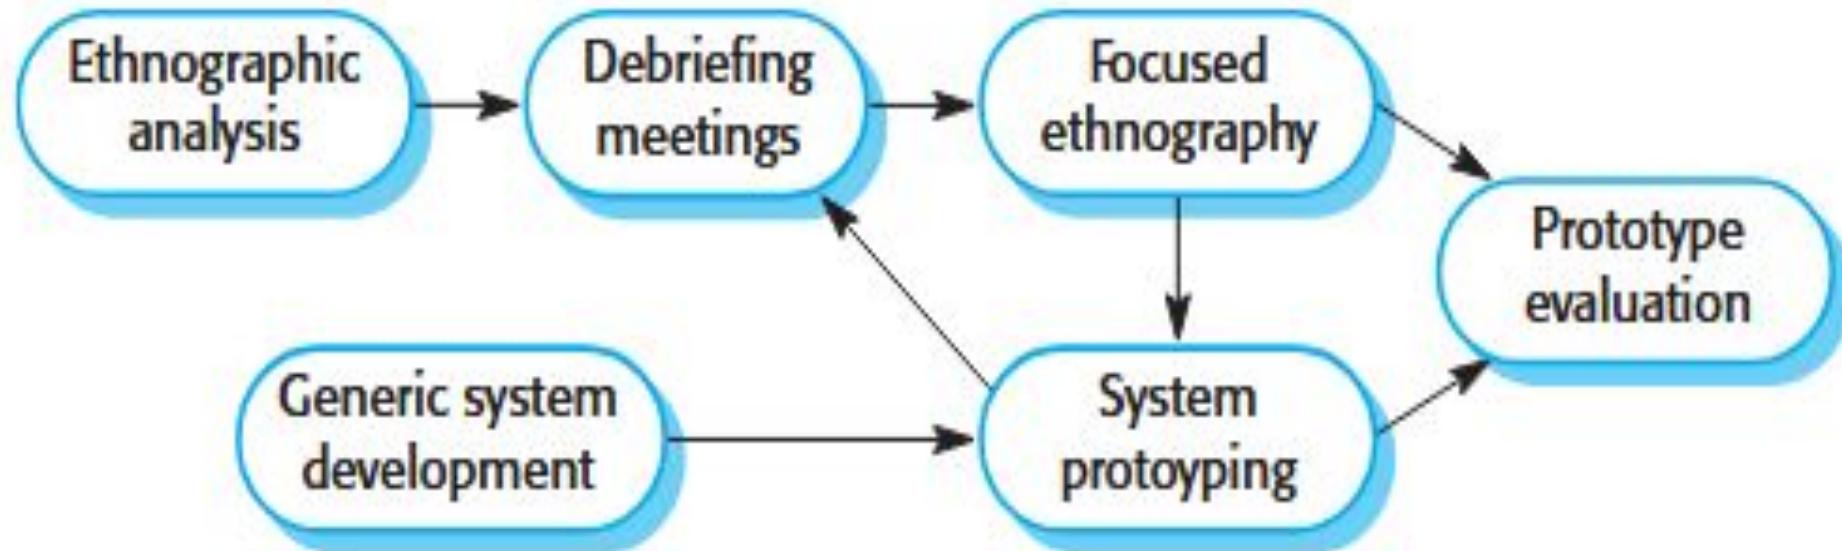 Ethnographic
analysis
Debriefing
meetings
Focused
ethnography
Prototype
evaluation
Generic system
development
System
protoyping